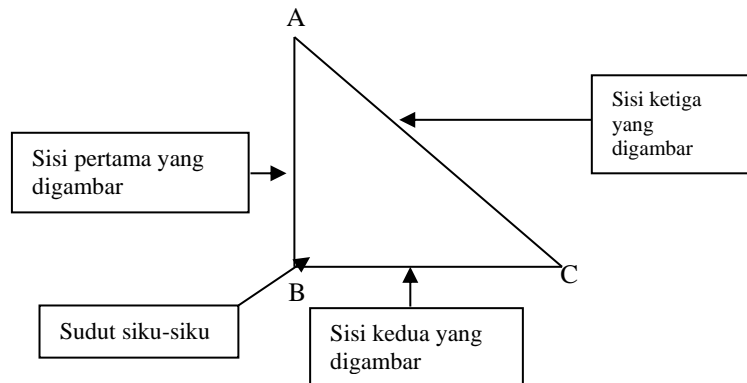 A
Sisi ketiga
yang
digambar
Sisi pertama yang
digambar
B
C
Sudut siku-siku
Sisi kedua yang
digambar